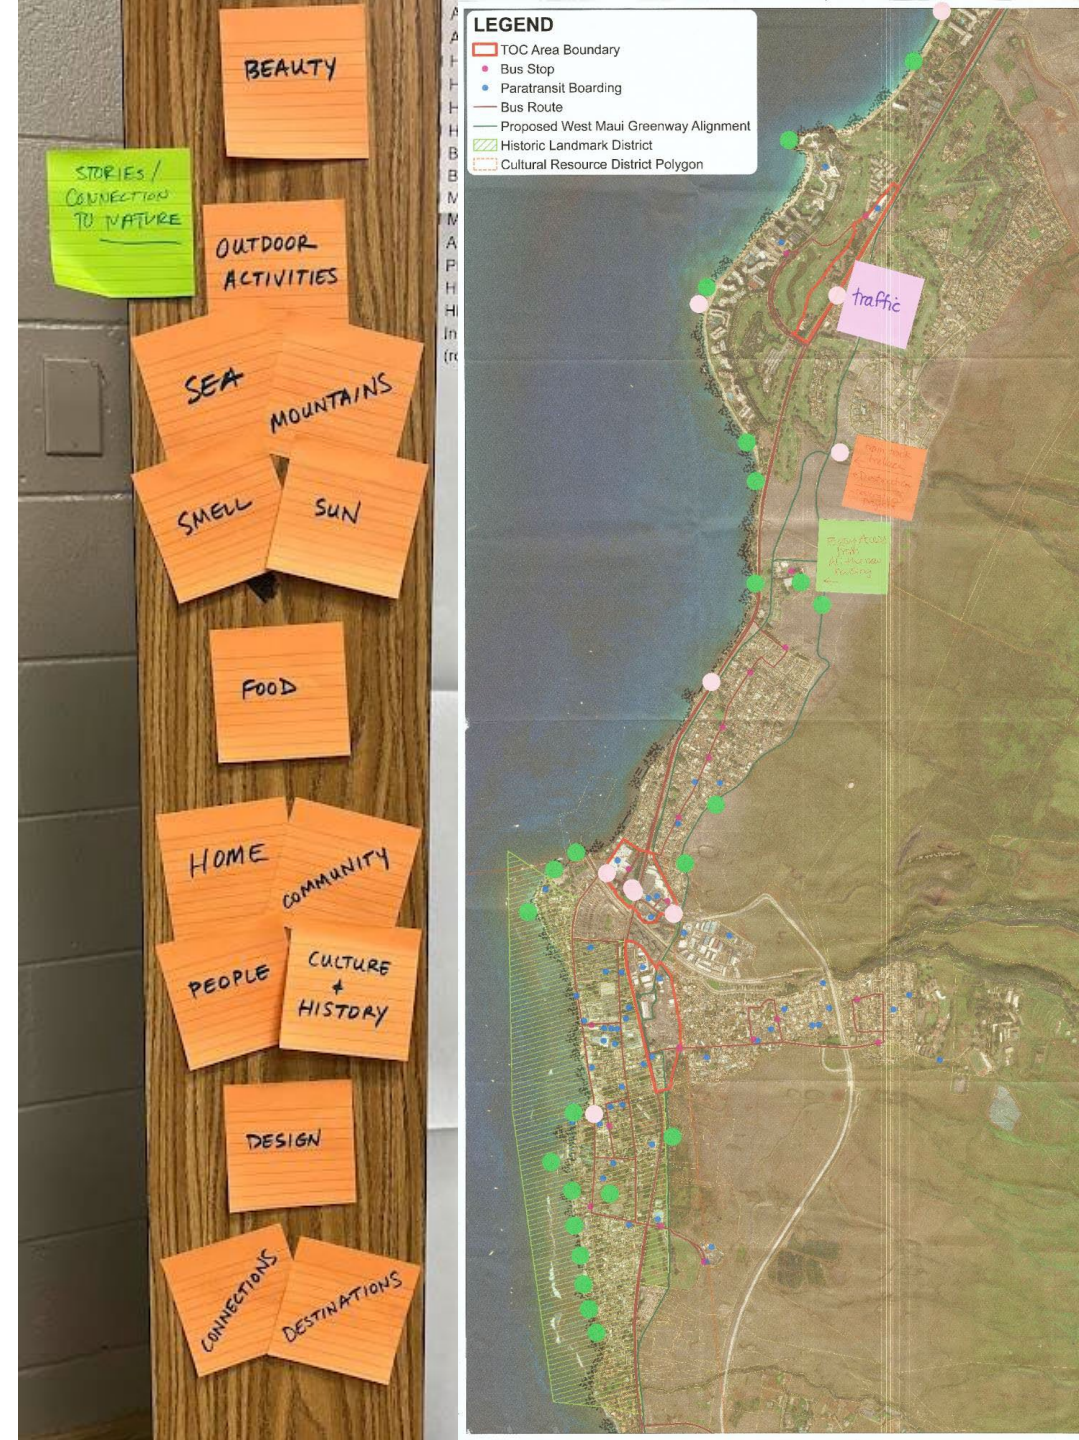 BEAUTY
STORIES/
CONNECTION
TO NATURE
OUTDOOR
ACTIVITIES
SEA
MOUNTAINS
SMELL
SUN
FOOD
HOME
COMMUNITY
PEOPLE
CULTURE
+
HISTORY
DESIGN
CONNECTIONS
DESTINATIONS
A
A
H
H
H
H
B
B
M
M
A
P
H
H
In
(r
LEGEND
TOC Area Boundary
Bus Stop
Paratransit Boarding
Bus Route
Proposed West Maui Greenway Alignment
Historic Landmark District
Cultural Resource District Polygon
traffic